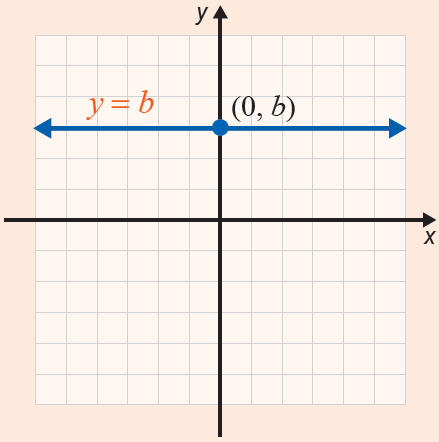 y
y = b
(0, b)
x